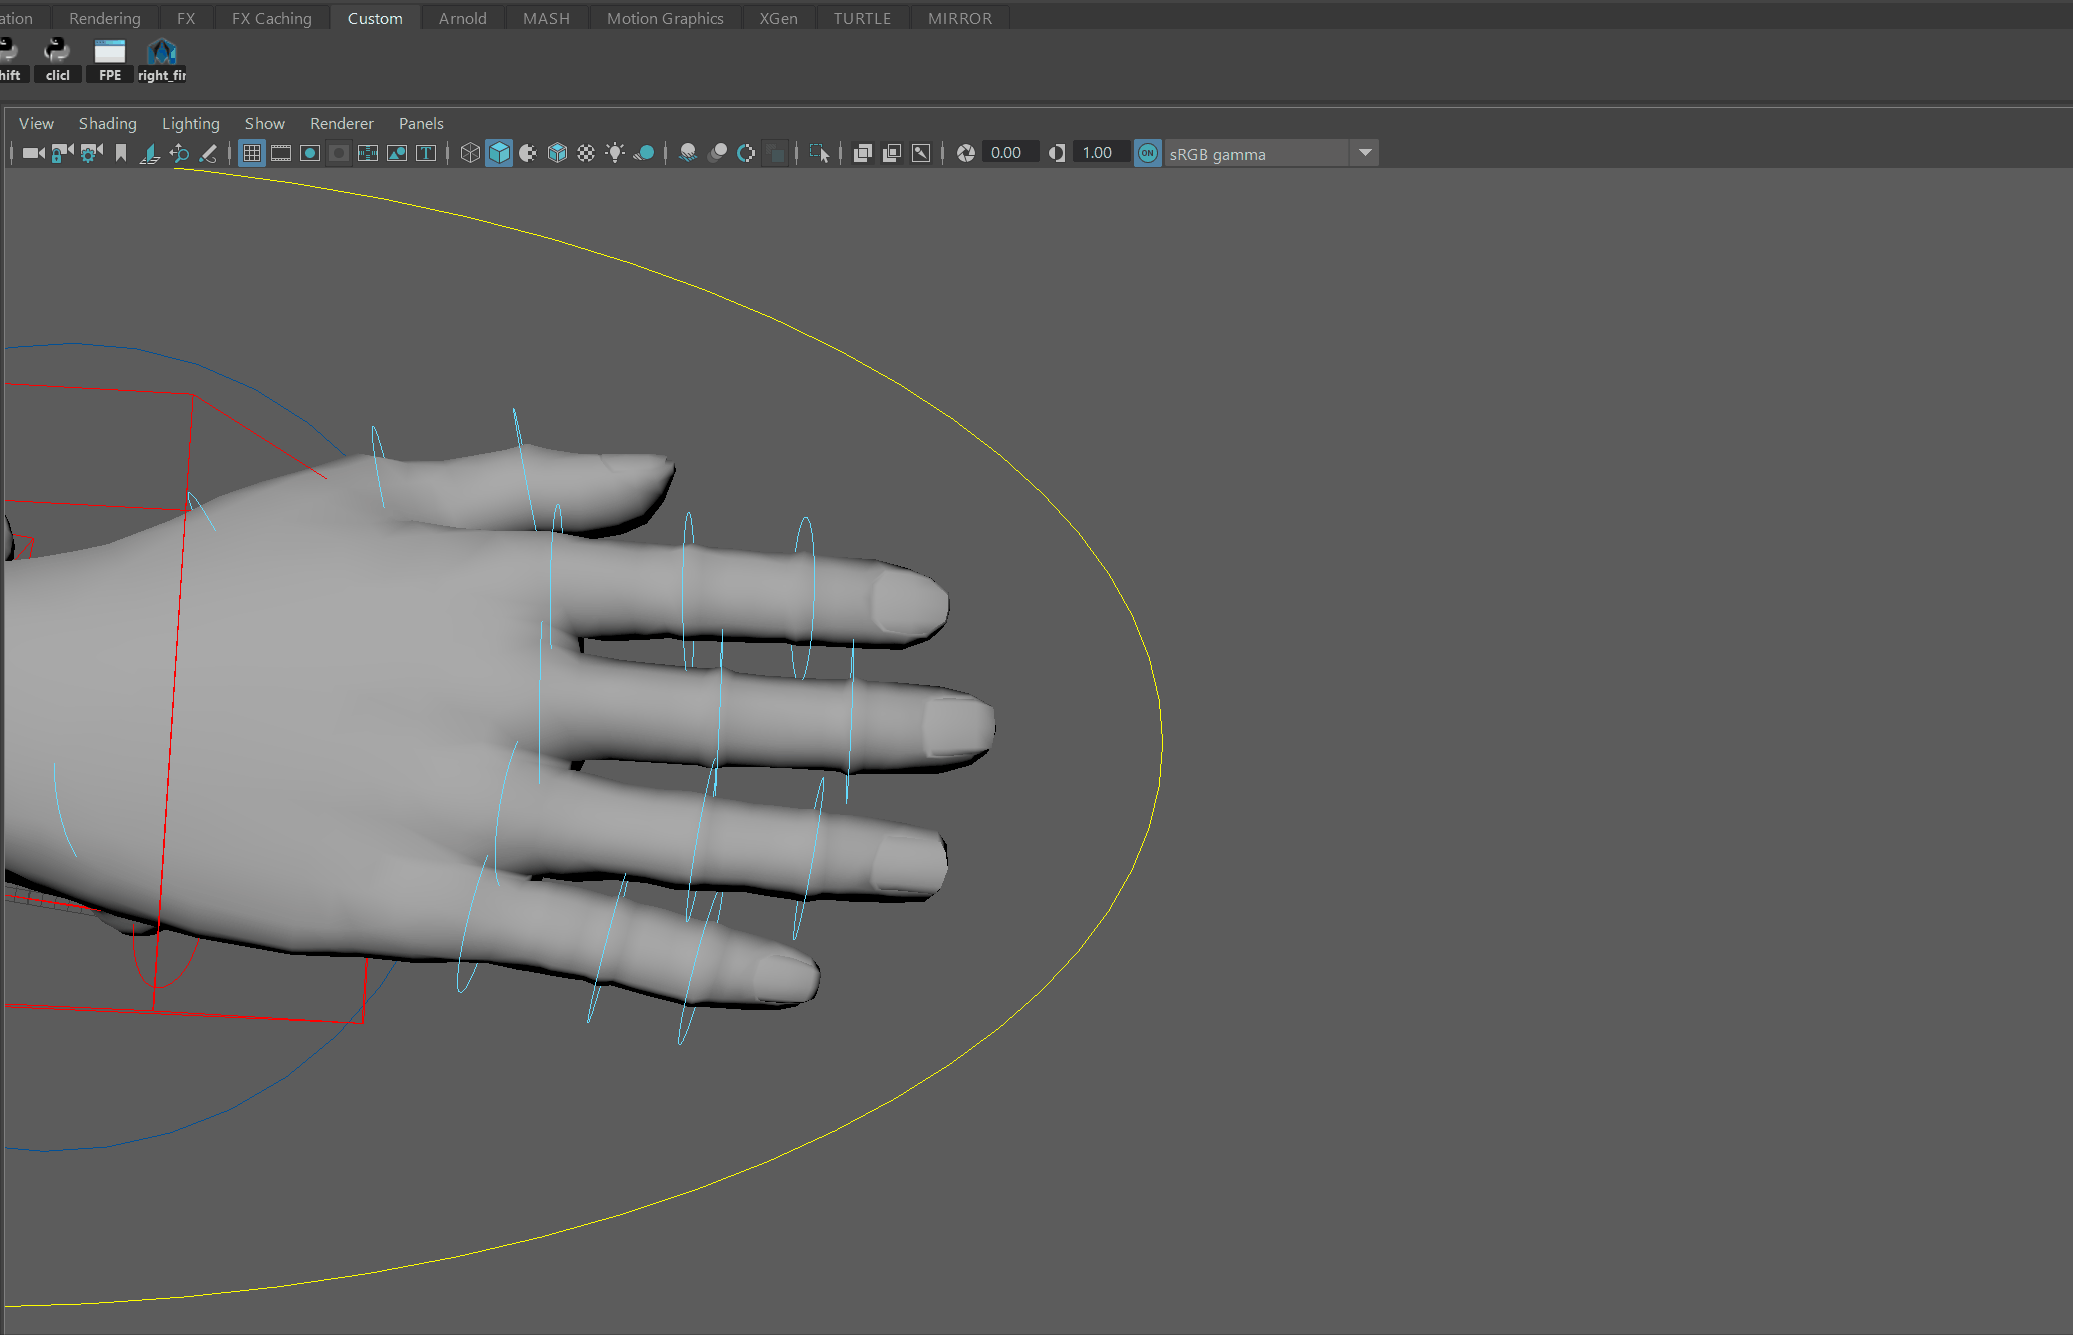 ation Rendering FX FX Caching Custom Arnold MASH Motion Graphics XGen TURTLE MIRROR
hift clicl FPE right_fir
View Shading Lighting Show Renderer Panels
T 0.00 1.00 ON sRGB gamma